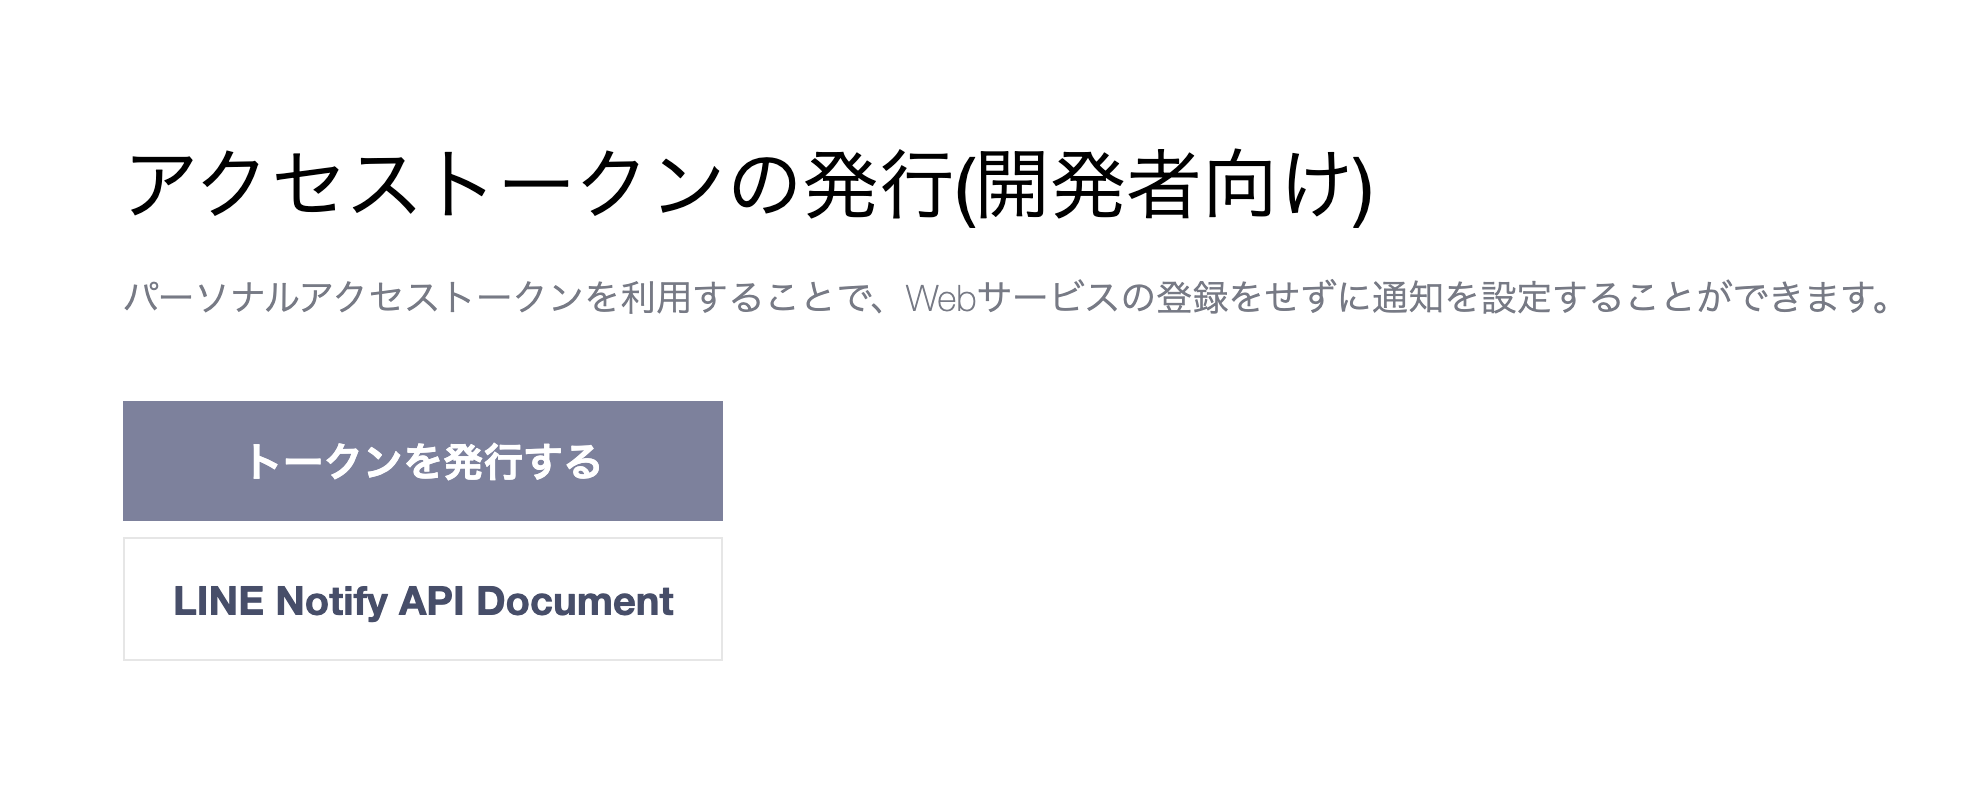 アクセストークンの発行(開発者向け)
パーソナルアクセストークンを利用することで、Webサービスの登録をせずに通知を設定することができます。
トークンを発行する
LINE Notify API Document